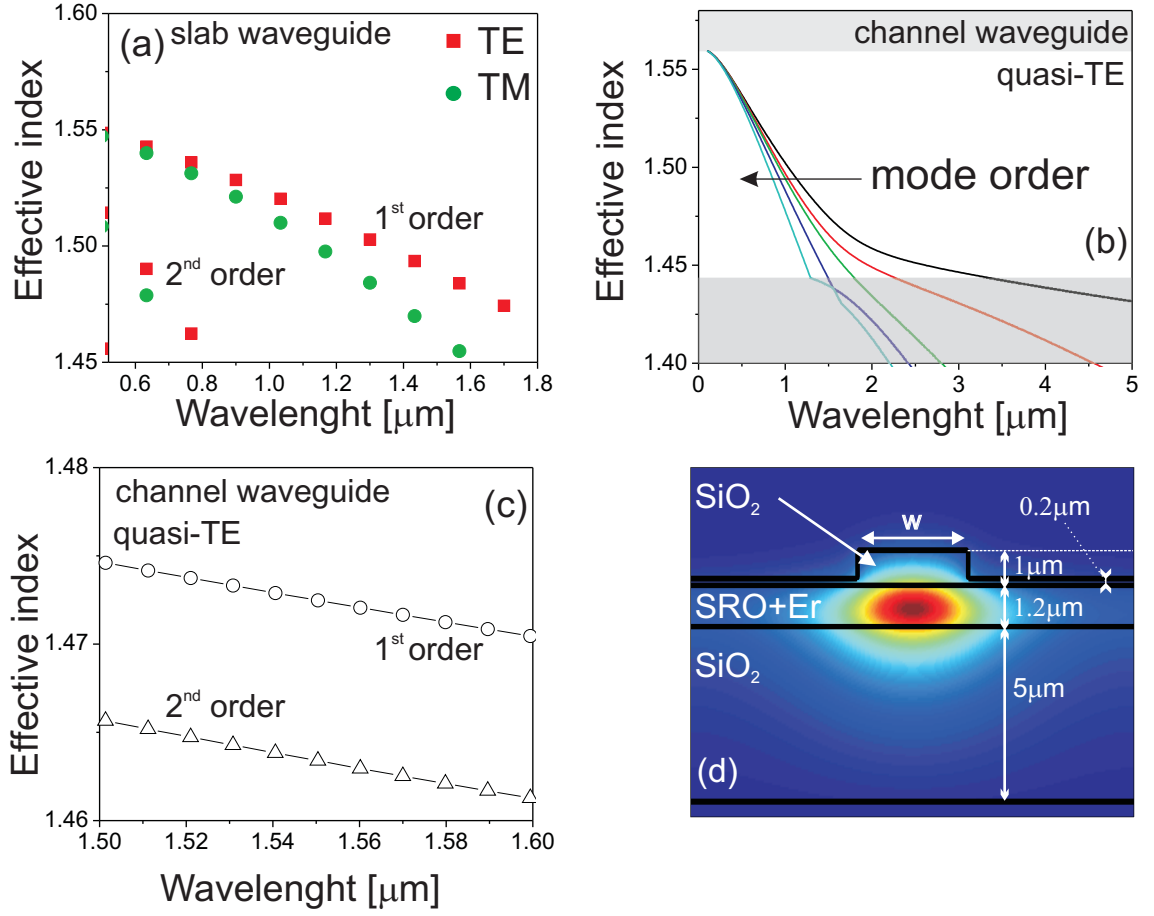 (a) slab waveguide
TE
TM
1st order
2nd order
1.60
1.55
1.50
1.45
0.6 0.8 1.0 1.2 1.4 1.6 1.8
Effective index
Wavelenght [μm]
channel waveguide
quasi-TE
mode order
(b)
1.55
1.50
1.45
1.40
0 1 2 3 4 5
Effective index
Wavelenght [μm]
channel waveguide
quasi-TE
(c)
1st order
2nd order
1.48
1.47
1.46
1.50 1.52 1.54 1.56 1.58 1.60
Effective index
Wavelenght [μm]
SiO2
w
0.2μm
1μm
SRO+Er
1.2μm
SiO2
5μm
(d)